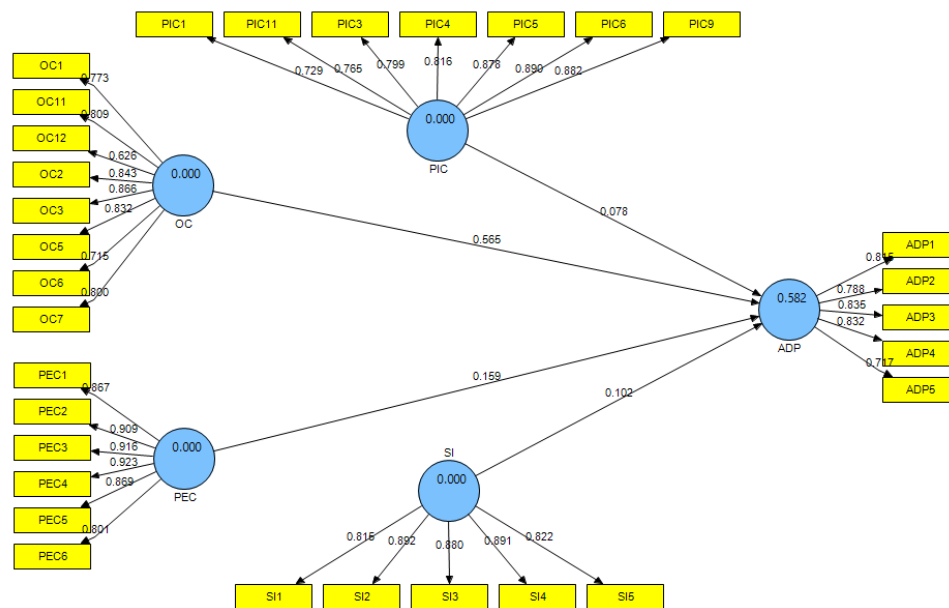 PIC1 PIC11 PIC3 PIC4 PIC5 PIC6 PIC9
0.729 0.765 0.799 0.816 0.878 0.890 0.882
0.000
PIC
OC1
OC11
OC12
OC2
OC3
OC5
OC6
OC7
0.773
0.809
0.626
0.843
0.866
0.832
0.715
0.800
0.000
OC
0.078
0.565
0.159
0.102
0.582
ADP
ADP1
ADP2
ADP3
ADP4
ADP5
0.815
0.788
0.835
0.832
0.717
PEC1
PEC2
PEC3
PEC4
PEC5
PEC6
0.867
0.909
0.916
0.923
0.869
0.801
0.000
PEC
SI
0.000
0.815 0.892 0.880 0.891 0.822
SI1 SI2 SI3 SI4 SI5